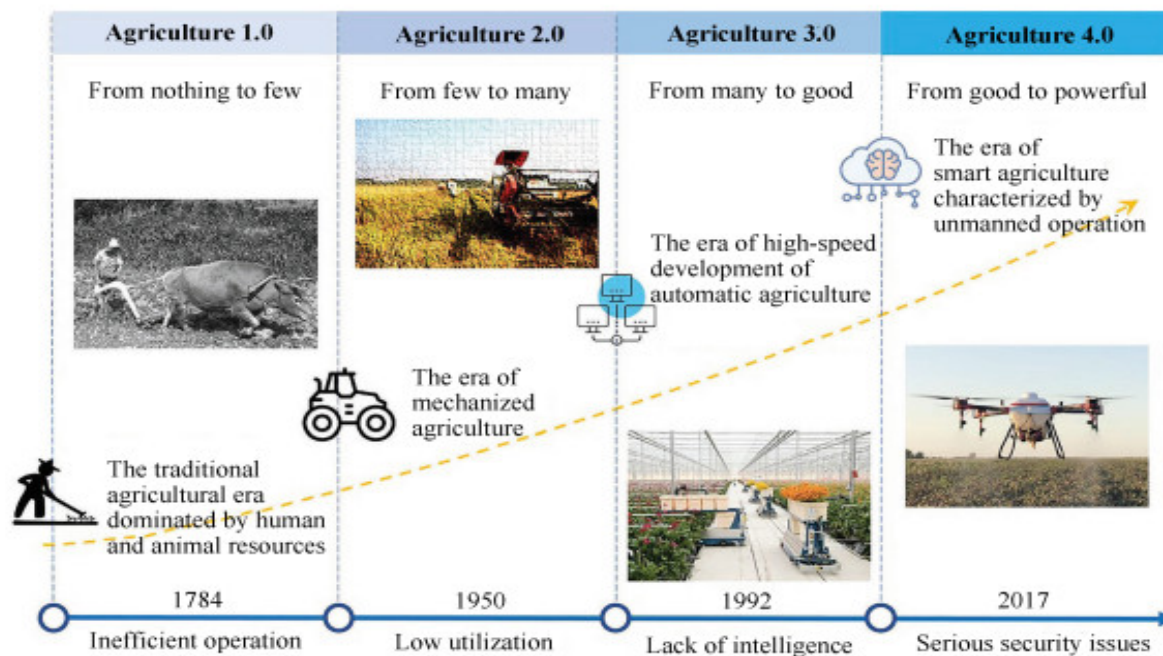 Agriculture 1.0
Agriculture 2.0
Agriculture 3.0
Agriculture 4.0
From nothing to few
From few to many
From many to good
From good to powerful
The era of
smart agriculture
characterized by
unmanned operation
The era of high-speed
development of
automatic agriculture
The era of
mechanized
agriculture
The traditional
agricultural era
dominated by human
and animal resources
1784
1950
1992
2017
Inefficient operation
Low utilization
Lack of intelligence
Serious security issues